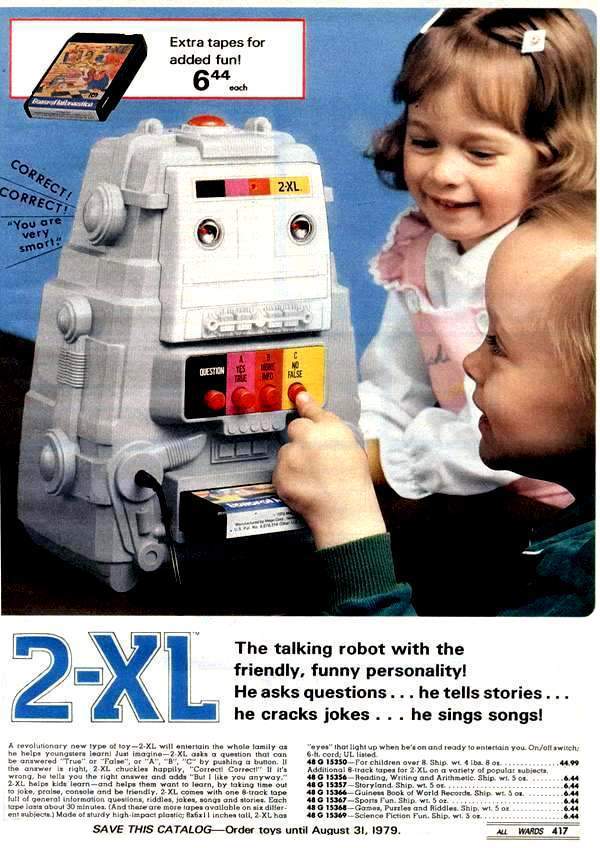 Extra tapes for
added fun!
6⁴⁴ each
2-XL
CORRECT!
CORRECT!
"You are
very
smart!"
2-XL
QUESTION
A
YES
TRUE
B
MORE
INFO
C
NO
FALSE
2-XL™
The talking robot with the
friendly, funny personality!
He asks questions . . . he tells stories . . .
he cracks jokes . . . he sings songs!
A revolutionary new type of toy—2-XL will entertain the whole family as
he helps youngsters learn! Just imagine—2-XL asks a question that can
be answered "True" or "False", or "A", "B", "C" by pushing a button. If
the answer is right, 2-XL chuckles happily, "Correct! Correct!" If it's
wrong, he tells you the right answer and adds "But I like you anyway."
2-XL helps kids learn—and helps them want to learn, by taking time out
to joke, praise, console and be friendly. 2-XL comes with one 8-track tape
full of general information questions, riddles, jokes, songs and stories. Each
tape lasts about 30 minutes. (And there are more tapes available on six differ-
ent subjects.) Made of sturdy high-impact plastic; 8x6x11 inches tall, 2-XL has
"eyes" that light up when he's on and ready to entertain you. On/off switch;
6-ft. cord; UL listed.
48 G 15350—For children over 8. Ship. wt. 4 lbs. 8 oz. 44.99
Additional 8-track tapes for 2-XL on a variety of popular subjects.
48 G 15356—Reading, Writing and Arithmetic. Ship. wt. 5 oz. 6.44
48 G 15357—Storyland. Ship. wt. 5 oz. 6.44
48 G 15366—Guiness Book of World Records. Ship. wt. 5 oz. 6.44
48 G 15367—Sports Fun. Ship. wt. 5 oz. 6.44
48 G 15368—Games, Puzzles and Riddles. Ship. wt. 5 oz. 6.44
48 G 15369—Science Fiction Fun. Ship. wt. 5 oz. 6.44
SAVE THIS CATALOG—Order toys until August 31, 1979.
ALL WARDS 417